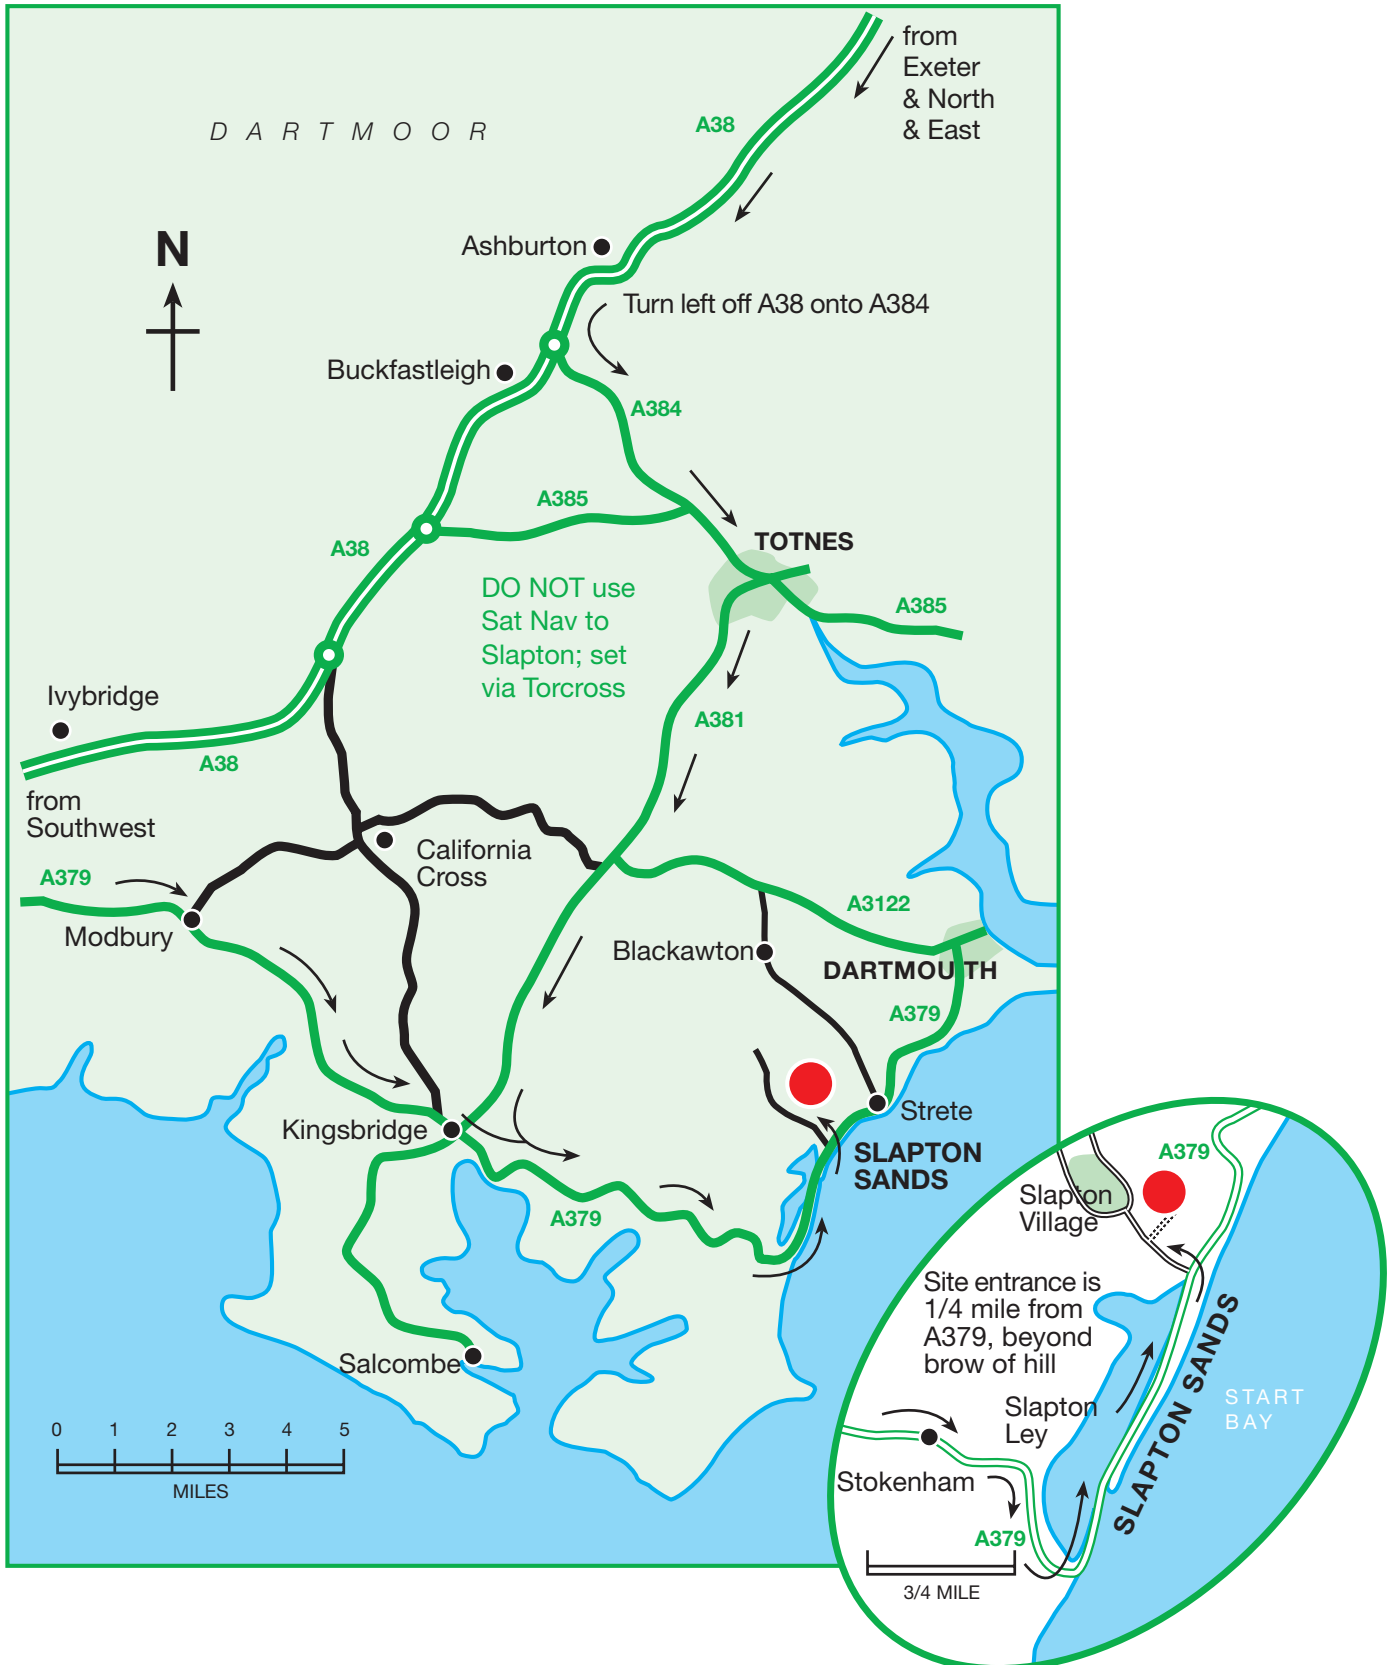 from
Exeter
& North
& East
A38
DARTMOOR
N
Ashburton
Turn left off A38 onto A384
Buckfastleigh
A384
A385
TOTNES
A38
DO NOT use
Sat Nav to
Slapton; set
via Torcross
A385
Ivybridge
A381
A38
from
Southwest
California
Cross
A379
A3122
Modbury
Blackawton
DARTMOUTH
A379
Kingsbridge
Strete
SLAPTON
SANDS
A379
Salcombe
0 1 2 3 4 5
MILES
A379
Slapton
Village
Site entrance is
1/4 mile from
A379, beyond
brow of hill
SLAPTON SANDS
START
BAY
Slapton
Ley
Stokenham
A379
3/4 MILE